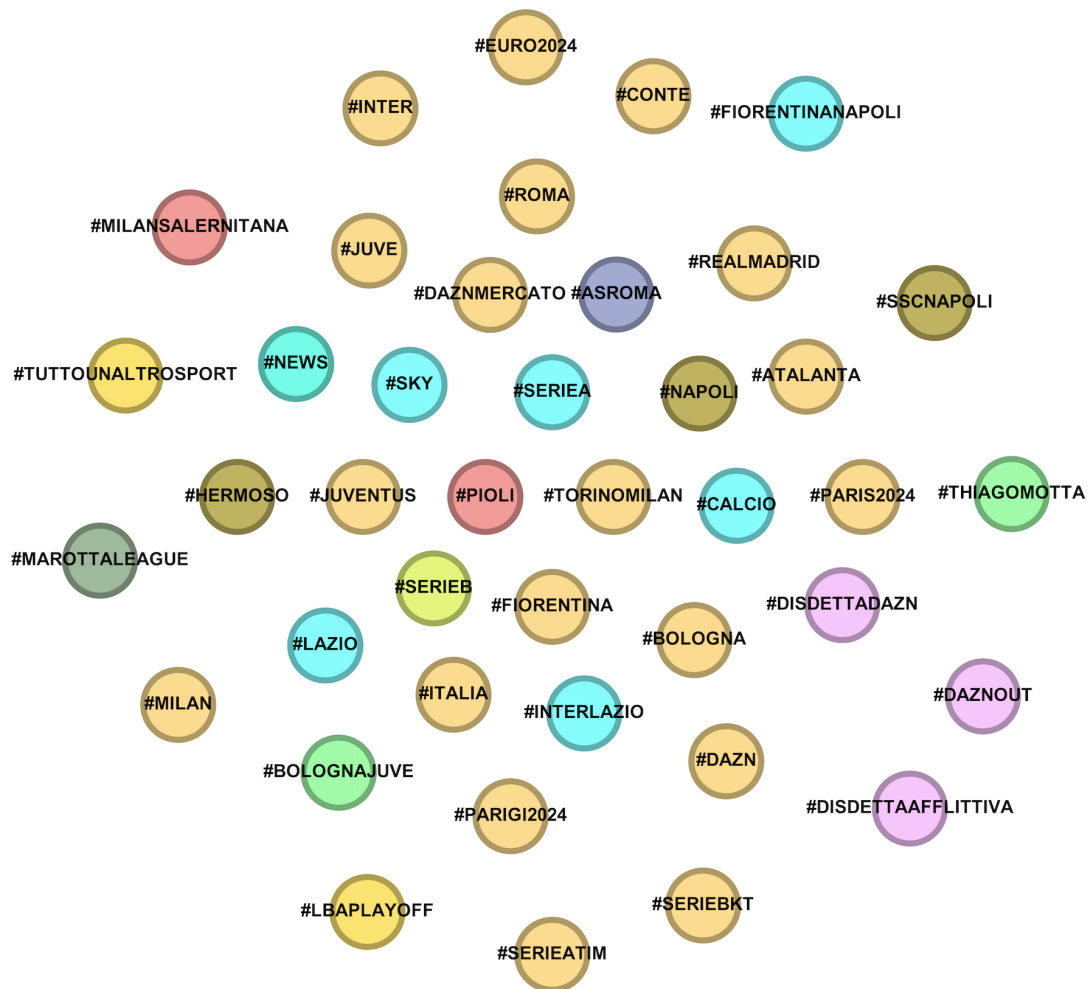 #EURO2024
#CONTE
#INTER
#FIORENTINANAPOLI
#ROMA
#MILANSALERNITANA
#JUVE
#REALMADRID
#DAZNMERCATO
#ASROMA
#SSCNAPOLI
#NEWS
#TUTTOUNALTROSPORT
#SKY
#SERIEA
#NAPOLI
#ATALANTA
#HERMOSO
#JUVENTUS
#PIOLI
#TORINOMILAN
#CALCIO
#PARIS2024
#THIAGOMOTTA
#MAROTTALEAGUE
#SERIEB
#FIORENTINA
#DISDETTADAZN
#LAZIO
#BOLOGNA
#MILAN
#ITALIA
#INTERLAZIO
#DAZNOUT
#BOLOGNAJUVE
#DAZN
#PARIGI2024
#DISDETTAAFFLITTIVA
#LBAPLAYOFF
#SERIEBKT
#SERIEATIM